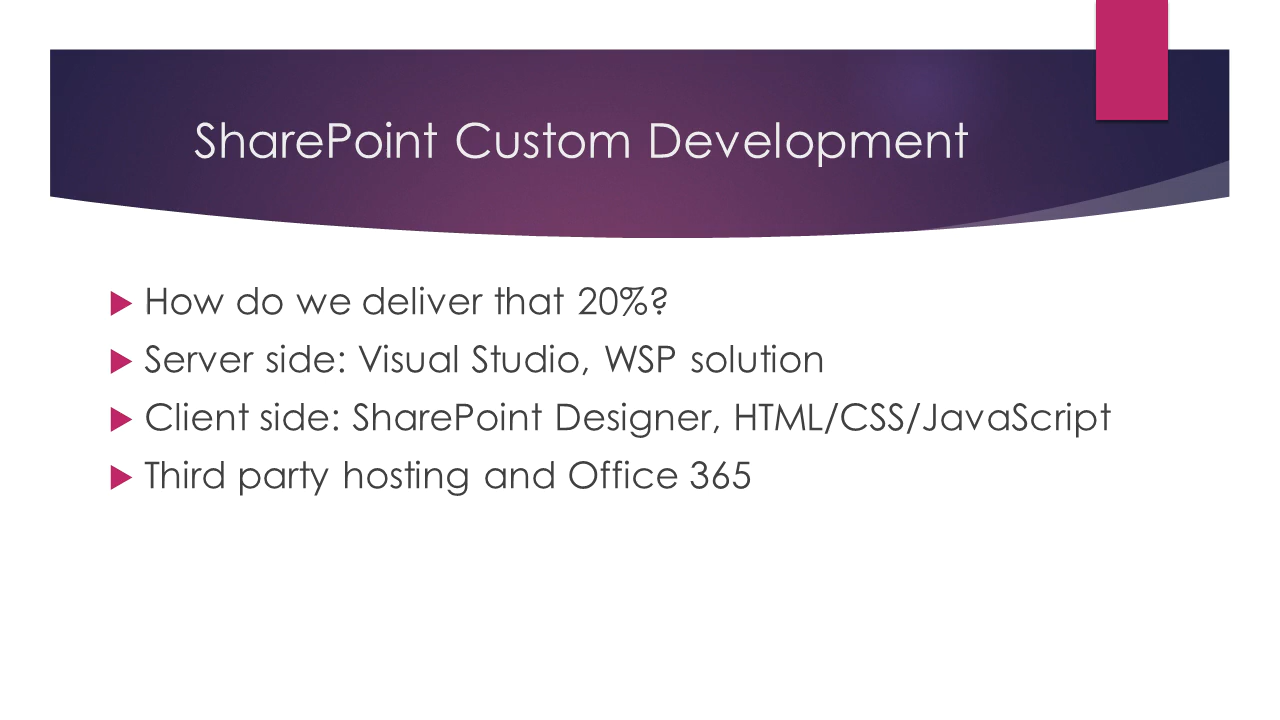 SharePoint Custom Development
How do we deliver that 20%?
Server side: Visual Studio, WSP solution
Client side: SharePoint Designer, HTML/CSS/JavaScript
Third party hosting and Office 365